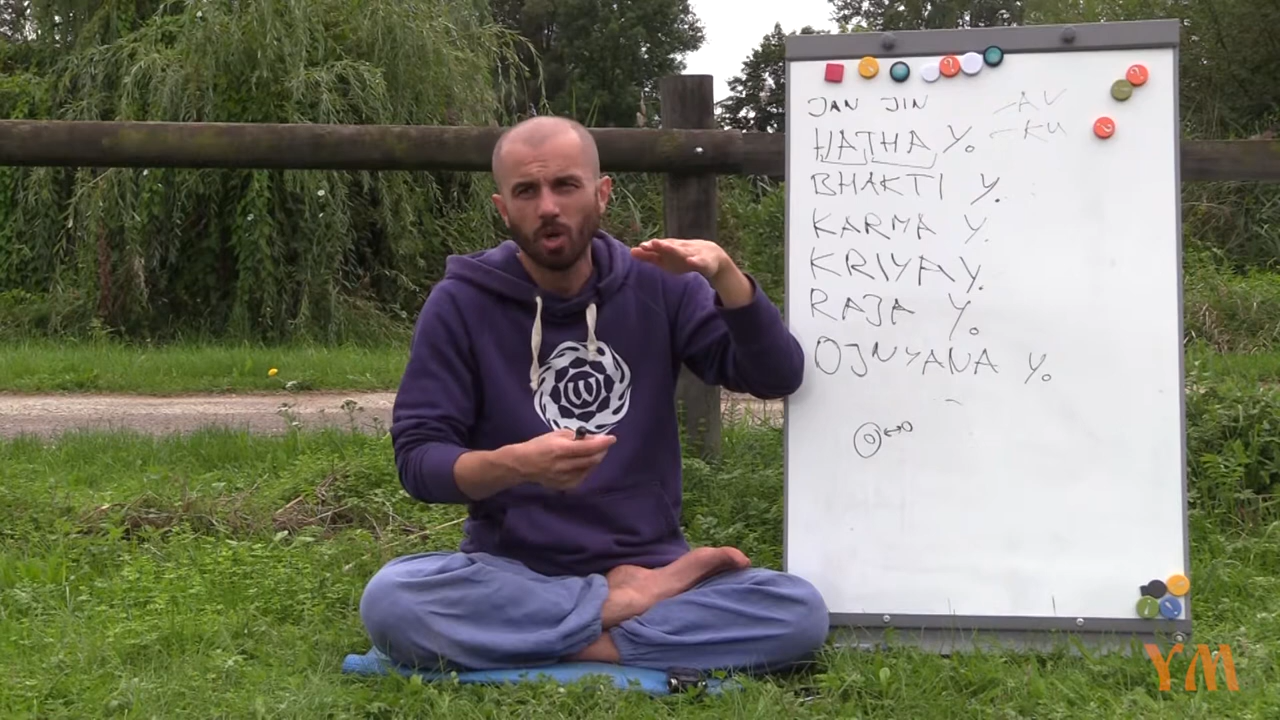 JAN JIN
-AV
HATHA Y.
-KU
BHAKTI Y.
KARMA Y.
KRIYA Y.
RAJA Y.
OJNYANA Y.
W
YM